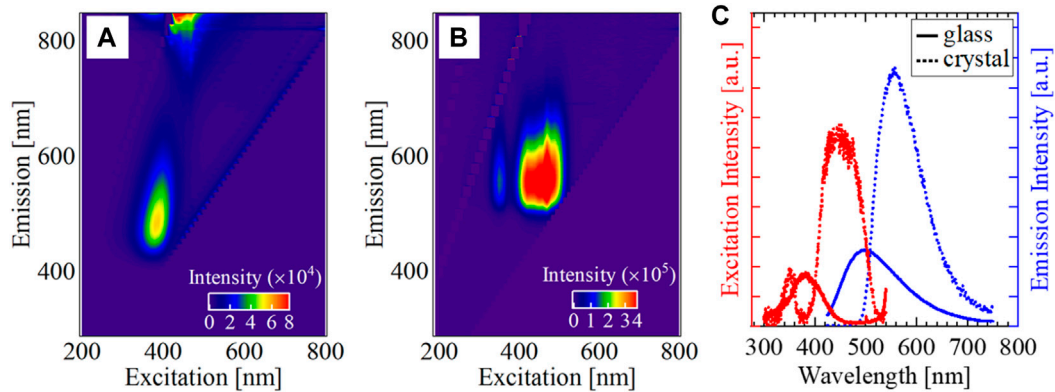 A
Emission [nm]
800
600
400
200 400 600 800
Excitation [nm]
Intensity (×10⁴)
0 2 4 6 8
B
Emission [nm]
800
600
400
200 400 600 800
Excitation [nm]
Intensity (×10⁵)
0 1 2 3 4
C
Excitation Intensity [a.u.]
Emission Intensity [a.u.]
glass
crystal
300 400 500 600 700 800
Wavelength [nm]